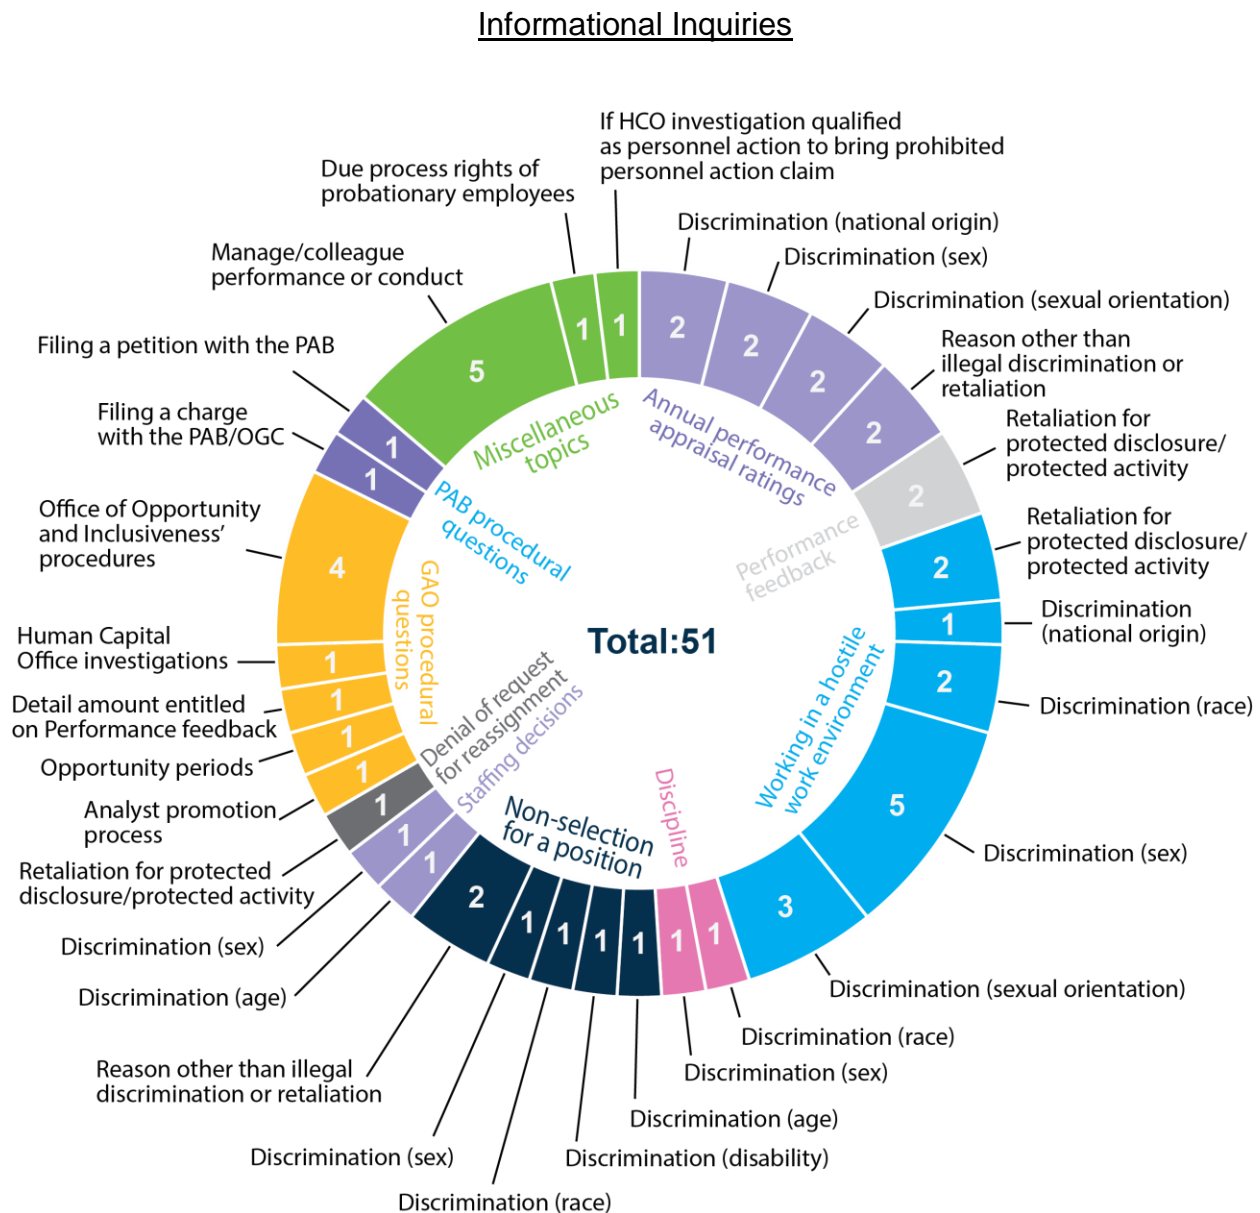 Informational Inquiries
If HCO investigation qualified
as personnel action to bring prohibited
personnel action claim
Due process rights of
probationary employees
Manage/colleague
performance or conduct
Filing a petition with the PAB
Filing a charge
with the PAB/OGC
Office of Opportunity
and Inclusiveness'
procedures
Human Capital
Office investigations
Detail amount entitled
on Performance feedback
Opportunity periods
Analyst promotion
process
Retaliation for protected
disclosure/protected activity
Discrimination (sex)
Discrimination (age)
Reason other than illegal
discrimination or retaliation
Discrimination (sex)
Discrimination (race)
Discrimination (disability)
Discrimination (age)
Discrimination (sex)
Discrimination (race)
Discrimination (sexual orientation)
Discrimination (sex)
Discrimination (race)
Discrimination
(national origin)
Retaliation for
protected disclosure/
protected activity
Retaliation for
protected disclosure/
protected activity
Reason other than
illegal discrimination or
retaliation
Discrimination (sexual orientation)
Discrimination (sex)
Discrimination (national origin)
2
2
2
2
2
2
1
2
5
3
1
1
1
1
1
1
2
1
1
1
1
1
1
1
4
1
1
5
1
1
Annual performance
appraisal ratings
Performance
feedback
Working in a hostile
work environment
Discipline
Non-selection
for a position
Staffing decisions
Denial of request
for reassignment
GAO procedural
questions
PAB procedural
questions
Miscellaneous
topics
Total:51